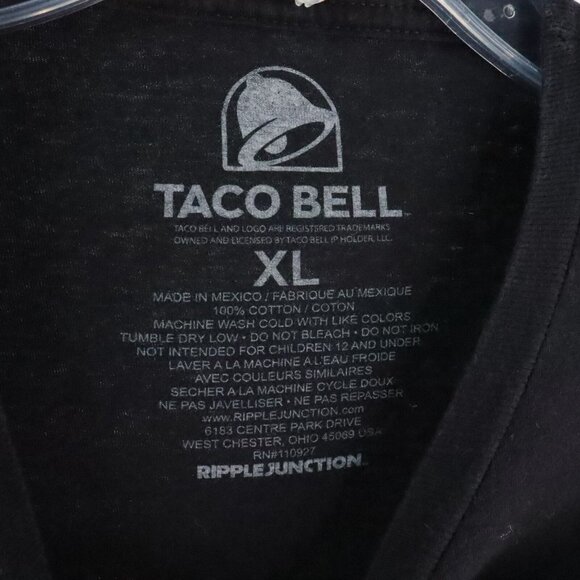 TACO BELL
TACO BELL AND LOGO ARE REGISTERED TRADEMARKS
OWNED AND LICENSED BY TACO BELL IP HOLDER, LLC.
XL
MADE IN MEXICO / FABRIQUE AU MEXIQUE
100% COTTON / COTON
MACHINE WASH COLD WITH LIKE COLORS
TUMBLE DRY LOW • DO NOT BLEACH • DO NOT IRON
NOT INTENDED FOR CHILDREN 12 AND UNDER
LAVER A LA MACHINE A L'EAU FROIDE
AVEC COULEURS SIMILAIRES
SECHER A LA MACHINE CYCLE DOUX
NE PAS JAVELLISER • NE PAS REPASSER
www.RIPPLEJUNCTION.com
6183 CENTRE PARK DRIVE
WEST CHESTER, OHIO 45069 USA
RN#110927
RIPPLE JUNCTION